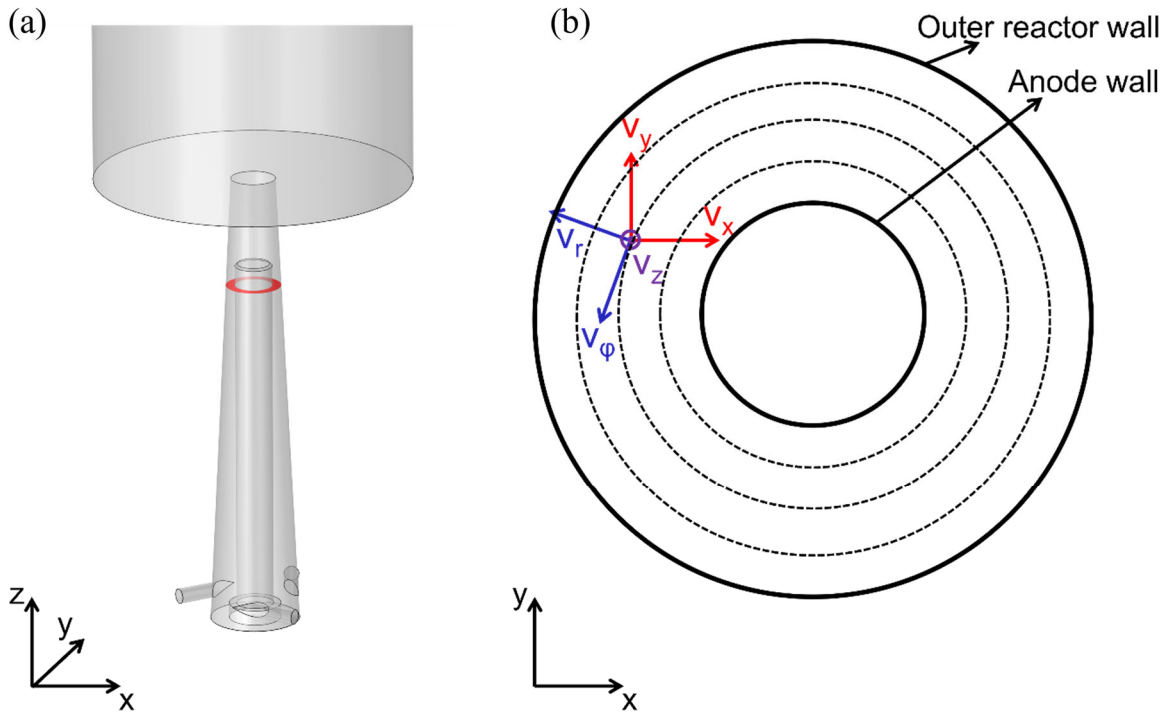 (a)
z
y
x
(b)
Outer reactor wall
Anode wall
vy
vx
vr
vz
vφ
y
x